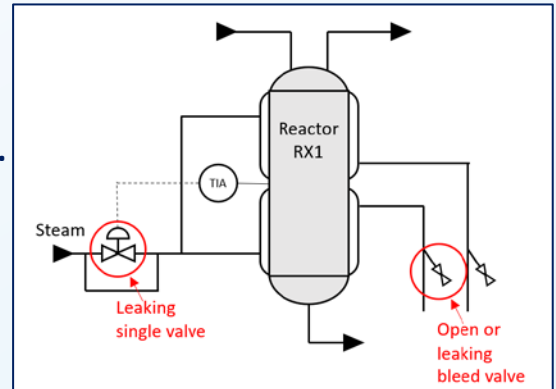 Reactor
RX1
TIA
Steam
Leaking
single valve
Open or
leaking
bleed valve